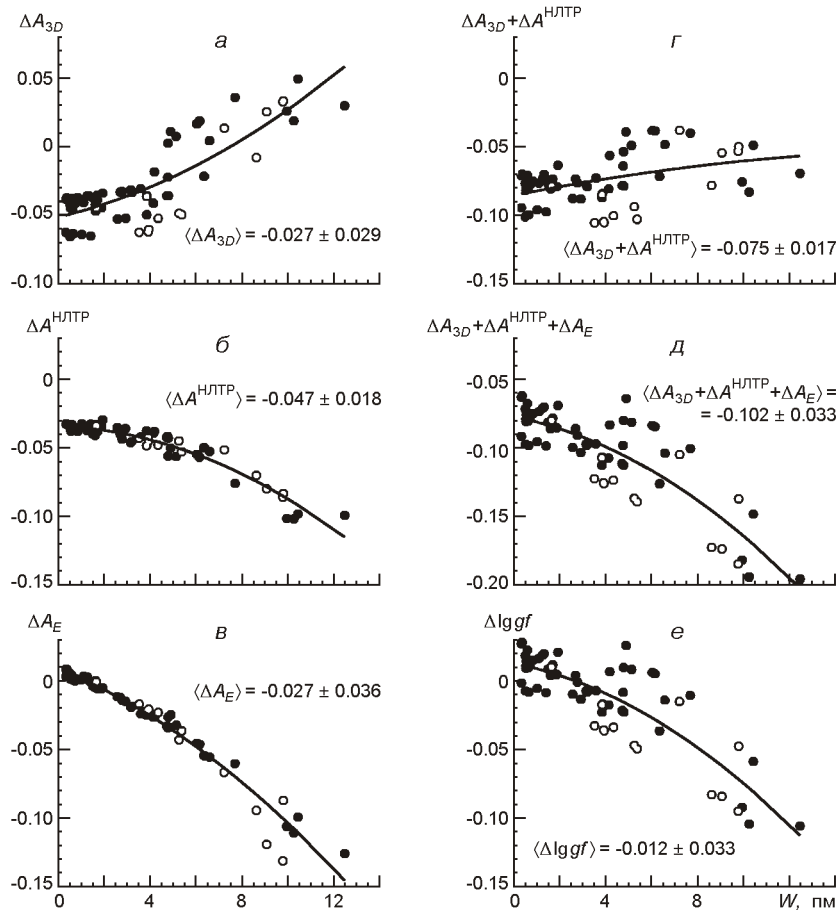 ΔA3D
а
0.05
0
-0.05
-0.10
⟨ΔA3D⟩ = -0.027 ± 0.029
ΔA3D+ΔAНЛТР
г
0
-0.05
-0.10
-0.15
⟨ΔA3D+ΔAНЛТР⟩ = -0.075 ± 0.017
ΔAНЛТР
б
0
-0.05
-0.10
-0.15
⟨ΔAНЛТР⟩ = -0.047 ± 0.018
ΔA3D+ΔAНЛТР+ΔAE
д
-0.05
-0.10
-0.15
-0.20
⟨ΔA3D+ΔAНЛТР+ΔAE⟩ =
= -0.102 ± 0.033
ΔAE
в
0
-0.05
-0.10
-0.15
⟨ΔAE⟩ = -0.027 ± 0.036
0 4 8 12
Δlg gf
е
0
-0.05
-0.10
-0.15
⟨Δlg gf⟩ = -0.012 ± 0.033
0 4 8 W, пм